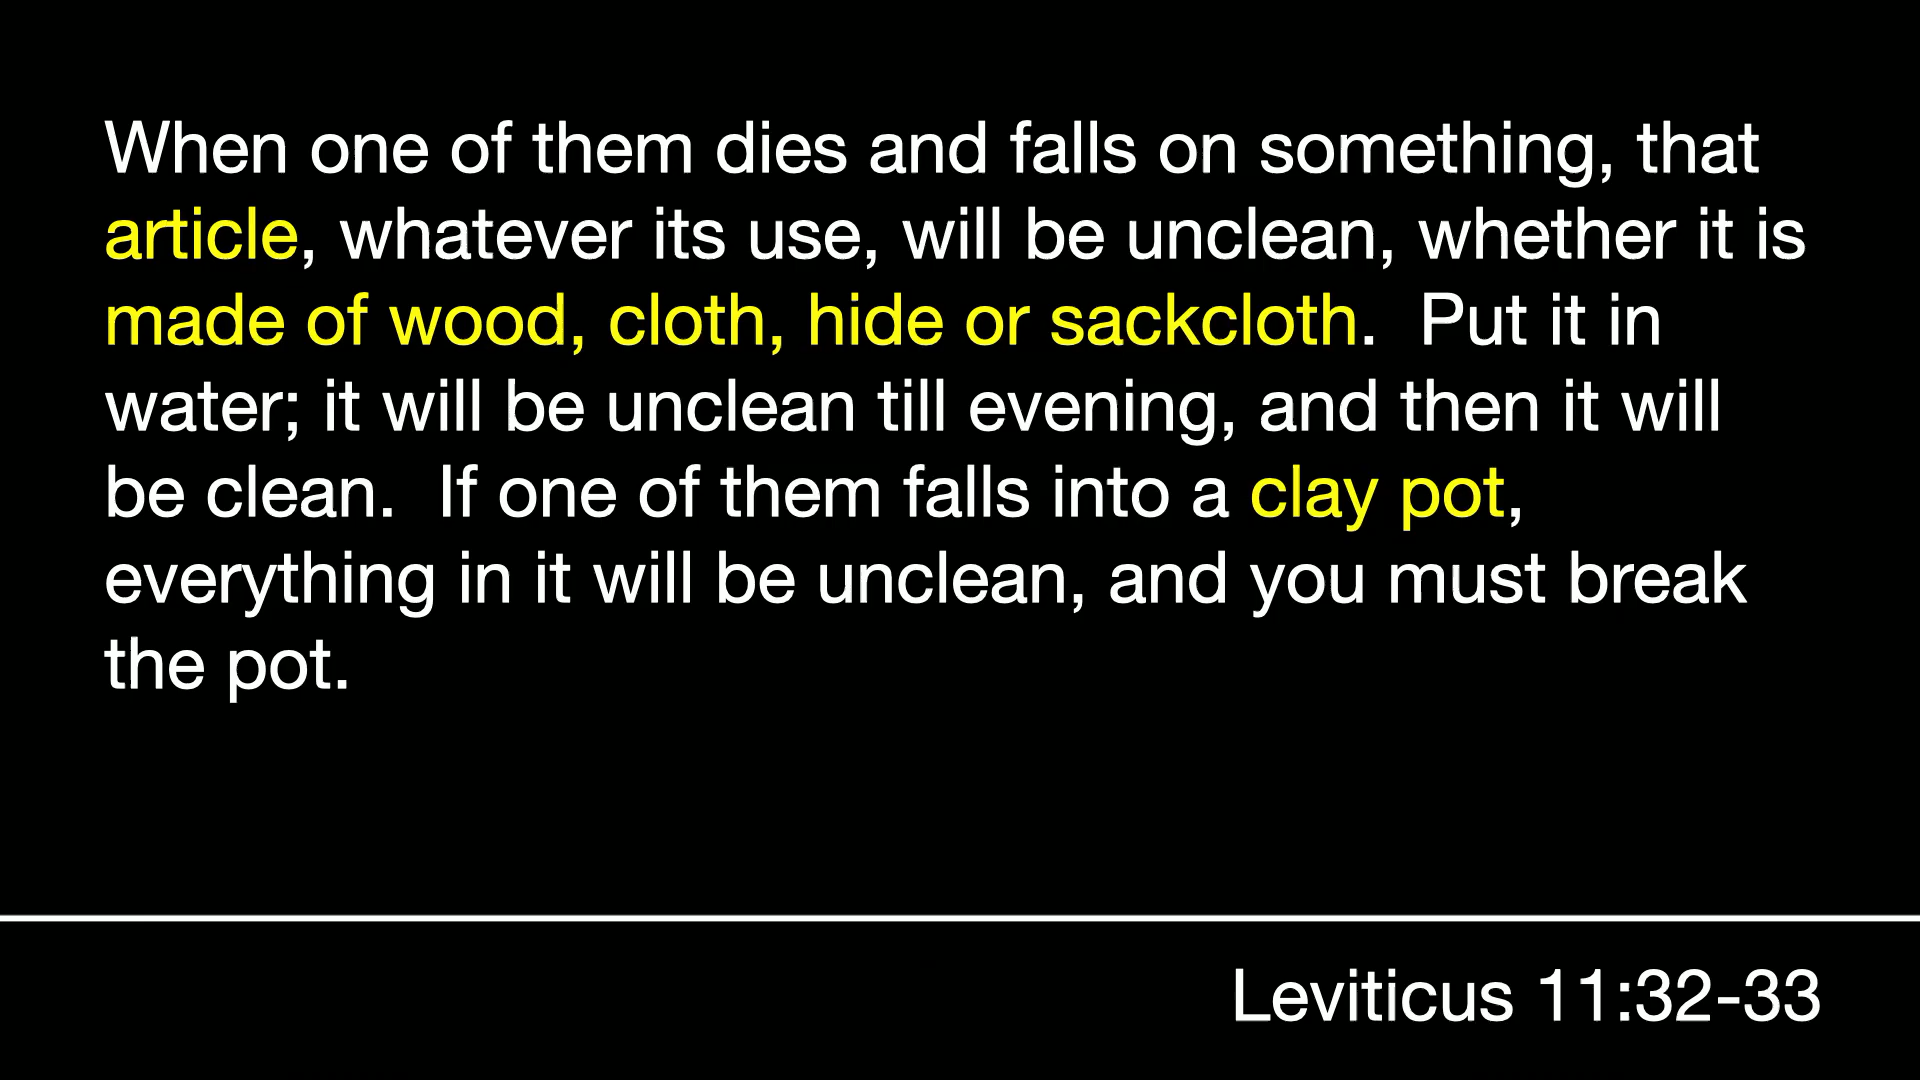 When one of them dies and falls on something, that
article, whatever its use, will be unclean, whether it is
made of wood, cloth, hide or sackcloth.  Put it in
water; it will be unclean till evening, and then it will
be clean.  If one of them falls into a clay pot,
everything in it will be unclean, and you must break
the pot.
Leviticus 11:32-33